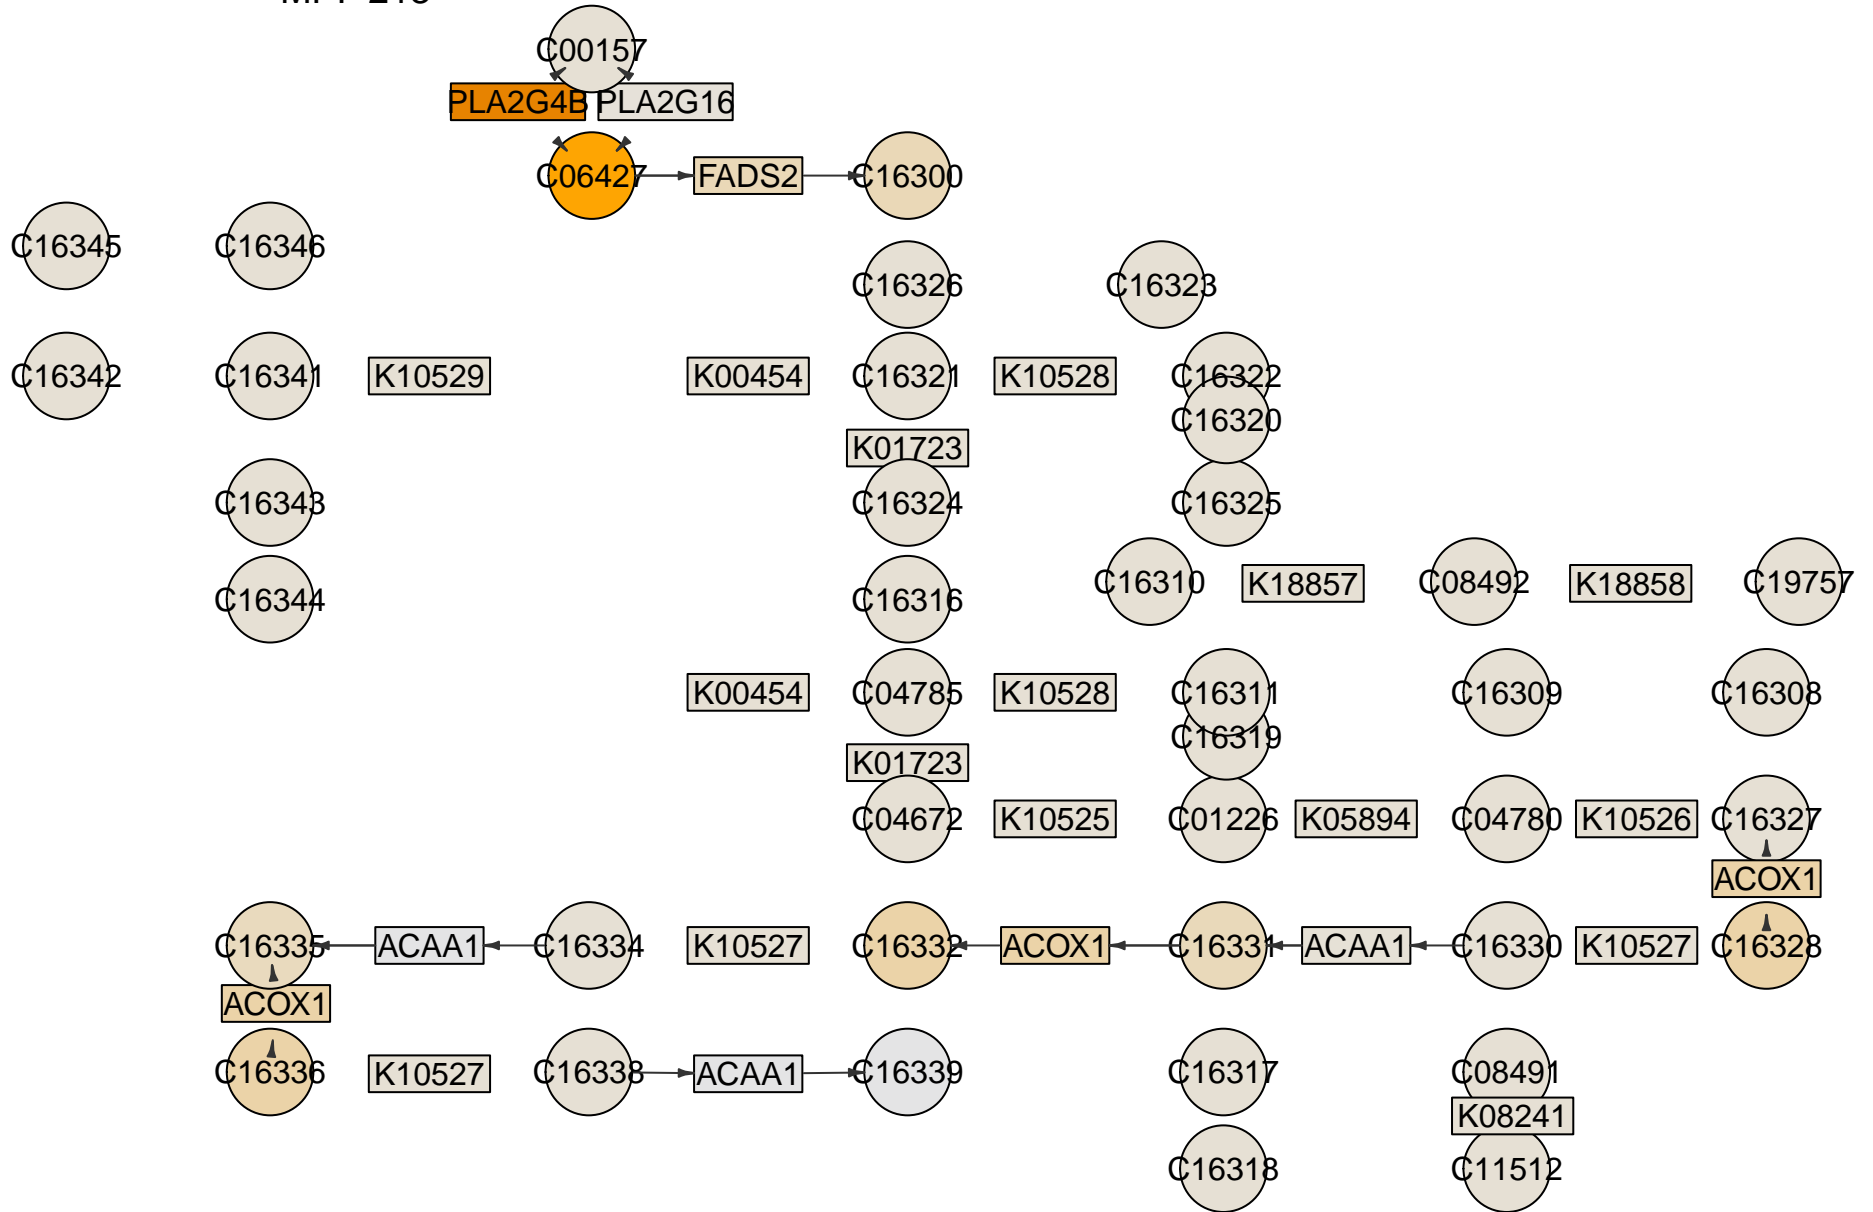 C00157
PLA2G4B PLA2G16
C06427 FADS2 C16300
C16345 C16346
C16326 C16323
C16342 C16341 K10529 K00454 C16321 K10528 C16322
C16320
K01723
C16343 C16324 C16325
C16310 K18857 C08492 K18858 C19757
C16344 C16316
K00454 C04785 K10528 C16311 C16309 C16308
C16319
K01723
C04672 K10525 C01226 K05894 C04780 K10526 C16327
ACOX1
C16335 ACAA1 C16334 K10527 C16332 ACOX1 C16331 ACAA1 C16330 K10527 C16328
ACOX1
C16336 K10527 C16338 ACAA1 C16339 C16317 C08491
K08241
C16318 C11512